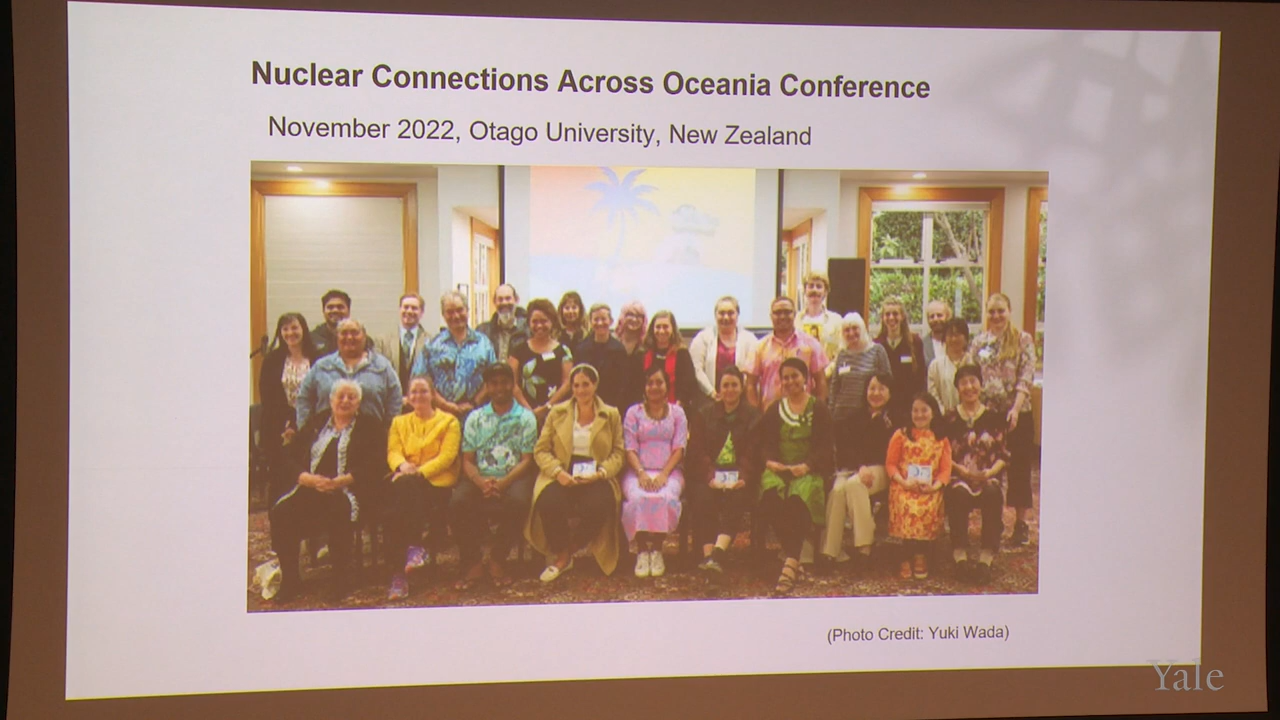 Nuclear Connections Across Oceania Conference
November 2022, Otago University, New Zealand
(Photo Credit: Yuki Wada)
Yale